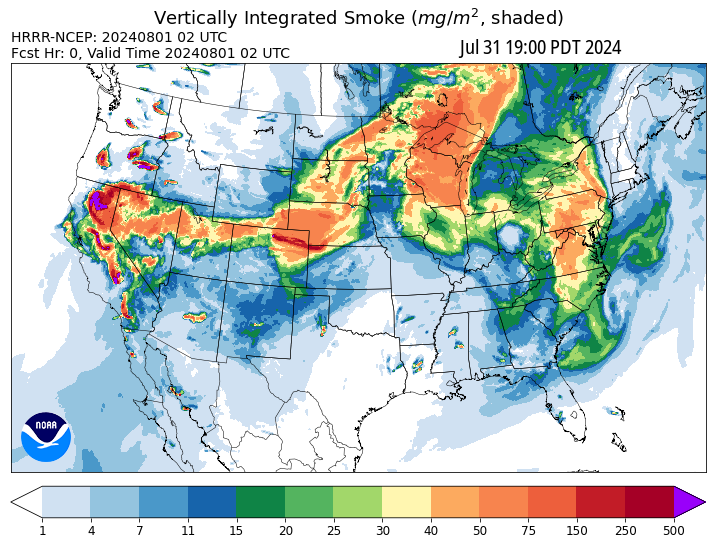 Vertically Integrated Smoke (mg/m², shaded)
HRRR-NCEP: 20240801 02 UTC
Fcst Hr: 0, Valid Time 20240801 02 UTC
Jul 31 19:00 PDT 2024
NOAA
1 4 7 11 15 20 25 30 40 50 75 150 250 500